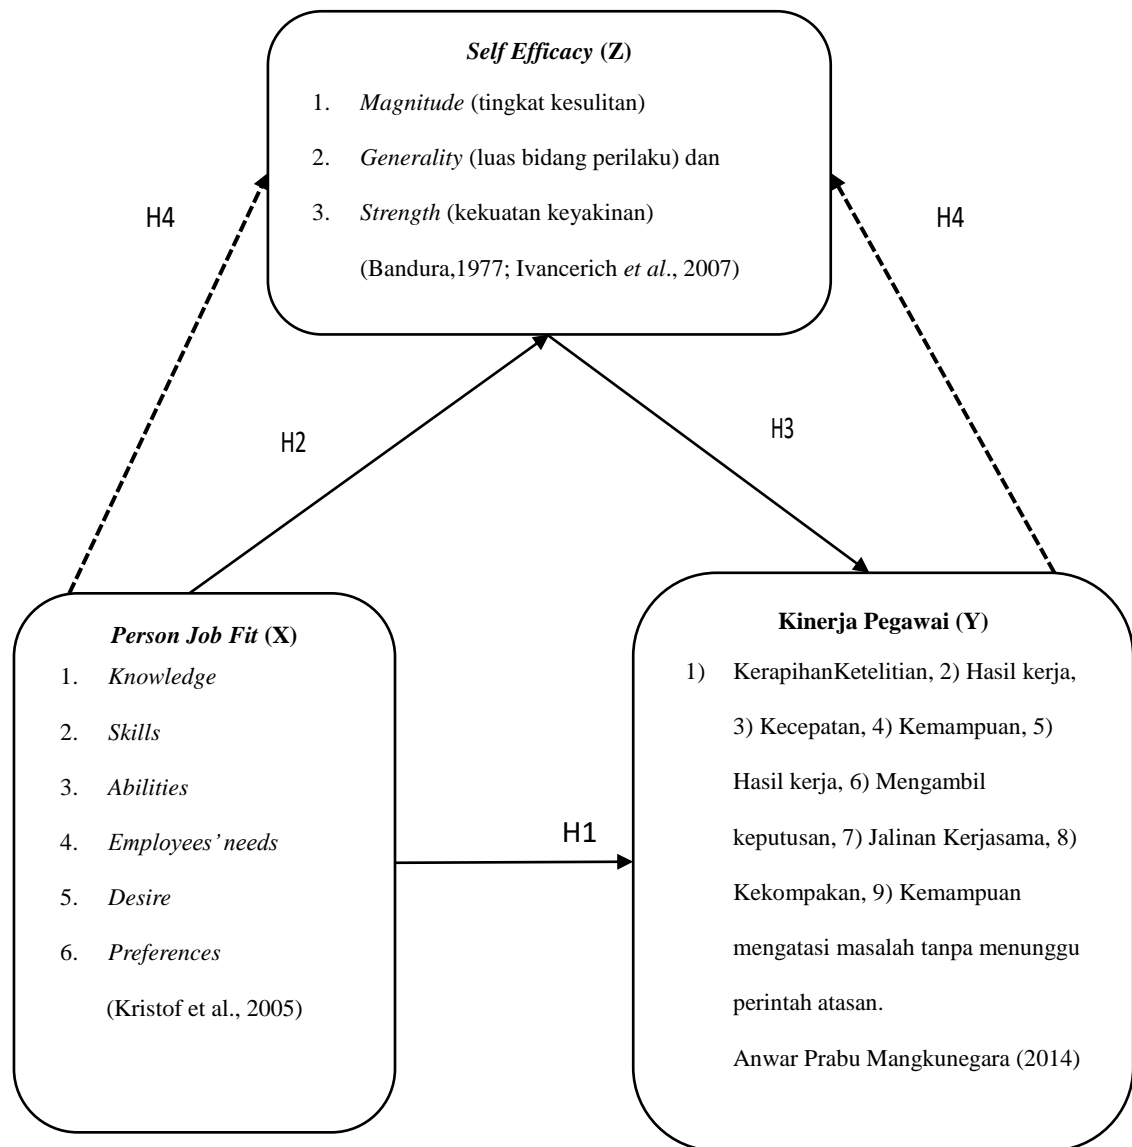 Self Efficacy (Z)
1. Magnitude (tingkat kesulitan)
2. Generality (luas bidang perilaku) dan
3. Strength (kekuatan keyakinan)
(Bandura,1977; Ivancerich et al., 2007)
H4
H4
H2
H3
Person Job Fit (X)
1. Knowledge
2. Skills
3. Abilities
4. Employees’ needs
5. Desire
6. Preferences
(Kristof et al., 2005)
H1
Kinerja Pegawai (Y)
1) KerapihanKetelitian, 2) Hasil kerja,
3) Kecepatan, 4) Kemampuan, 5)
Hasil kerja, 6) Mengambil
keputusan, 7) Jalinan Kerjasama, 8)
Kekompakan, 9) Kemampuan
mengatasi masalah tanpa menunggu
perintah atasan.
Anwar Prabu Mangkunegara (2014)